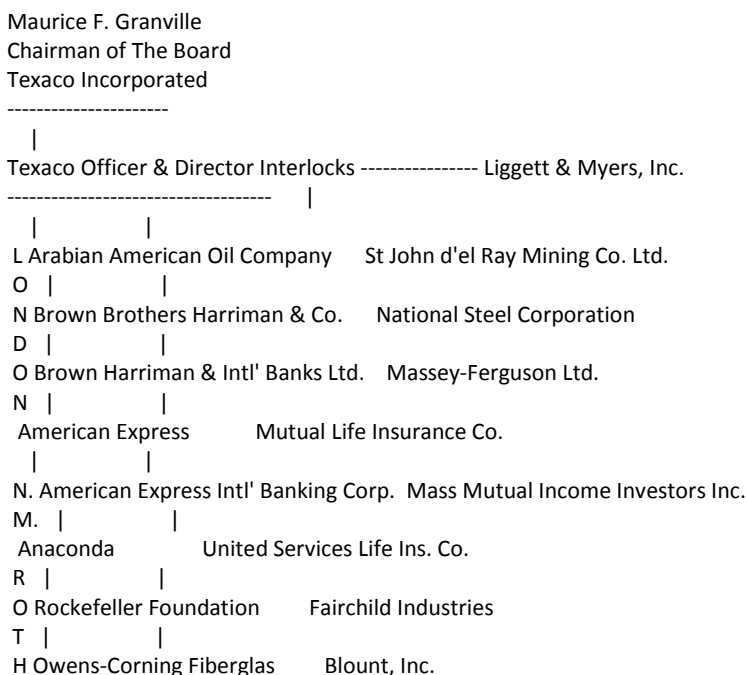 Maurice F. Granville
Chairman of The Board
Texaco Incorporated
----------------------
|
Texaco Officer & Director Interlocks ---------------- Liggett & Myers, Inc.
------------------------------------ |
| |
L Arabian American Oil Company St John d'el Ray Mining Co. Ltd.
O | |
N Brown Brothers Harriman & Co. National Steel Corporation
D | |
O Brown Harriman & Intl' Banks Ltd. Massey-Ferguson Ltd.
N | |
American Express Mutual Life Insurance Co.
| |
N. American Express Intl' Banking Corp. Mass Mutual Income Investors Inc.
M. | |
Anaconda United Services Life Ins. Co.
R | |
O Rockefeller Foundation Fairchild Industries
T | |
H Owens-Corning Fiberglas Blount, Inc.